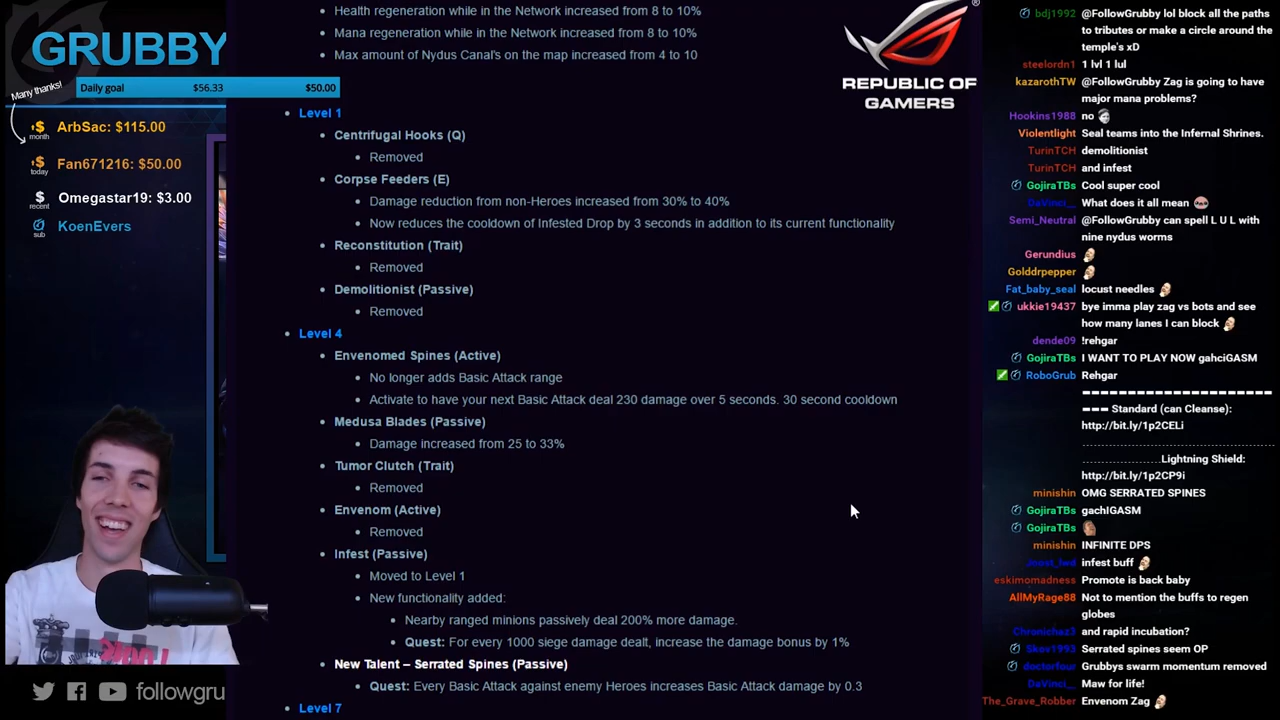 GRUBBY
Many thanks!
Daily goal $56.33 $50.00
$ month ArbSac: $115.00
$ today Fan671216: $50.00
$ recent Omegastar19: $3.00
sub KoenEvers
followgru
REPUBLIC OF
GAMERS
Health regeneration while in the Network increased from 8 to 10%
Mana regeneration while in the Network increased from 8 to 10%
Max amount of Nydus Canal's on the map increased from 4 to 10
Level 1
Centrifugal Hooks (Q)
Removed
Corpse Feeders (E)
Damage reduction from non-Heroes increased from 30% to 40%
Now reduces the cooldown of Infested Drop by 3 seconds in addition to its current functionality
Reconstitution (Trait)
Removed
Demolitionist (Passive)
Removed
Level 4
Envenomed Spines (Active)
No longer adds Basic Attack range
Activate to have your next Basic Attack deal 230 damage over 5 seconds. 30 second cooldown
Medusa Blades (Passive)
Damage increased from 25 to 33%
Tumor Clutch (Trait)
Removed
Envenom (Active)
Removed
Infest (Passive)
Moved to Level 1
New functionality added:
Nearby ranged minions passively deal 200% more damage.
Quest: For every 1000 siege damage dealt, increase the damage bonus by 1%
New Talent – Serrated Spines (Passive)
Quest: Every Basic Attack against enemy Heroes increases Basic Attack damage by 0.3
Level 7
bdj1992 @FollowGrubby lol block all the paths
to tributes or make a circle around the
temple's xD
steelordn1 1 lvl 1 lul
kazarothTW @FollowGrubby Zag is going to have
major mana problems?
Hookins1988 no
Violentlight Seal teams into the Infernal Shrines.
TurinTCH demolitionist
TurinTCH and infest
GojiraTBs Cool super cool
DaVinci_ What does it all mean
Semi_Neutral @FollowGrubby can spell L U L with
nine nydus worms
Gerundius
Golddrpepper
Fat_baby_seal locust needles
ukkie19437 bye imma play zag vs bots and see
how many lanes I can block
dende09 !rehgar
GojiraTBs I WANT TO PLAY NOW gahciGASM
RoboGrub Rehgar
Standard (can Cleanse):
http://bit.ly/1p2CELi
Lightning Shield:
http://bit.ly/1p2CP9i
minishin OMG SERRATED SPINES
GojiraTBs gachIGASM
GojiraTBs
minishin INFINITE DPS
infest buff
eskimomadness Promote is back baby
AllMyRage88 Not to mention the buffs to regen
globes
Chronichaz3 and rapid incubation?
Skov1993 Serrated spines seem OP
doctorfour Grubbys swarm momentum removed
DaVinci_ Maw for life!
The_Grave_Robber Envenom Zag